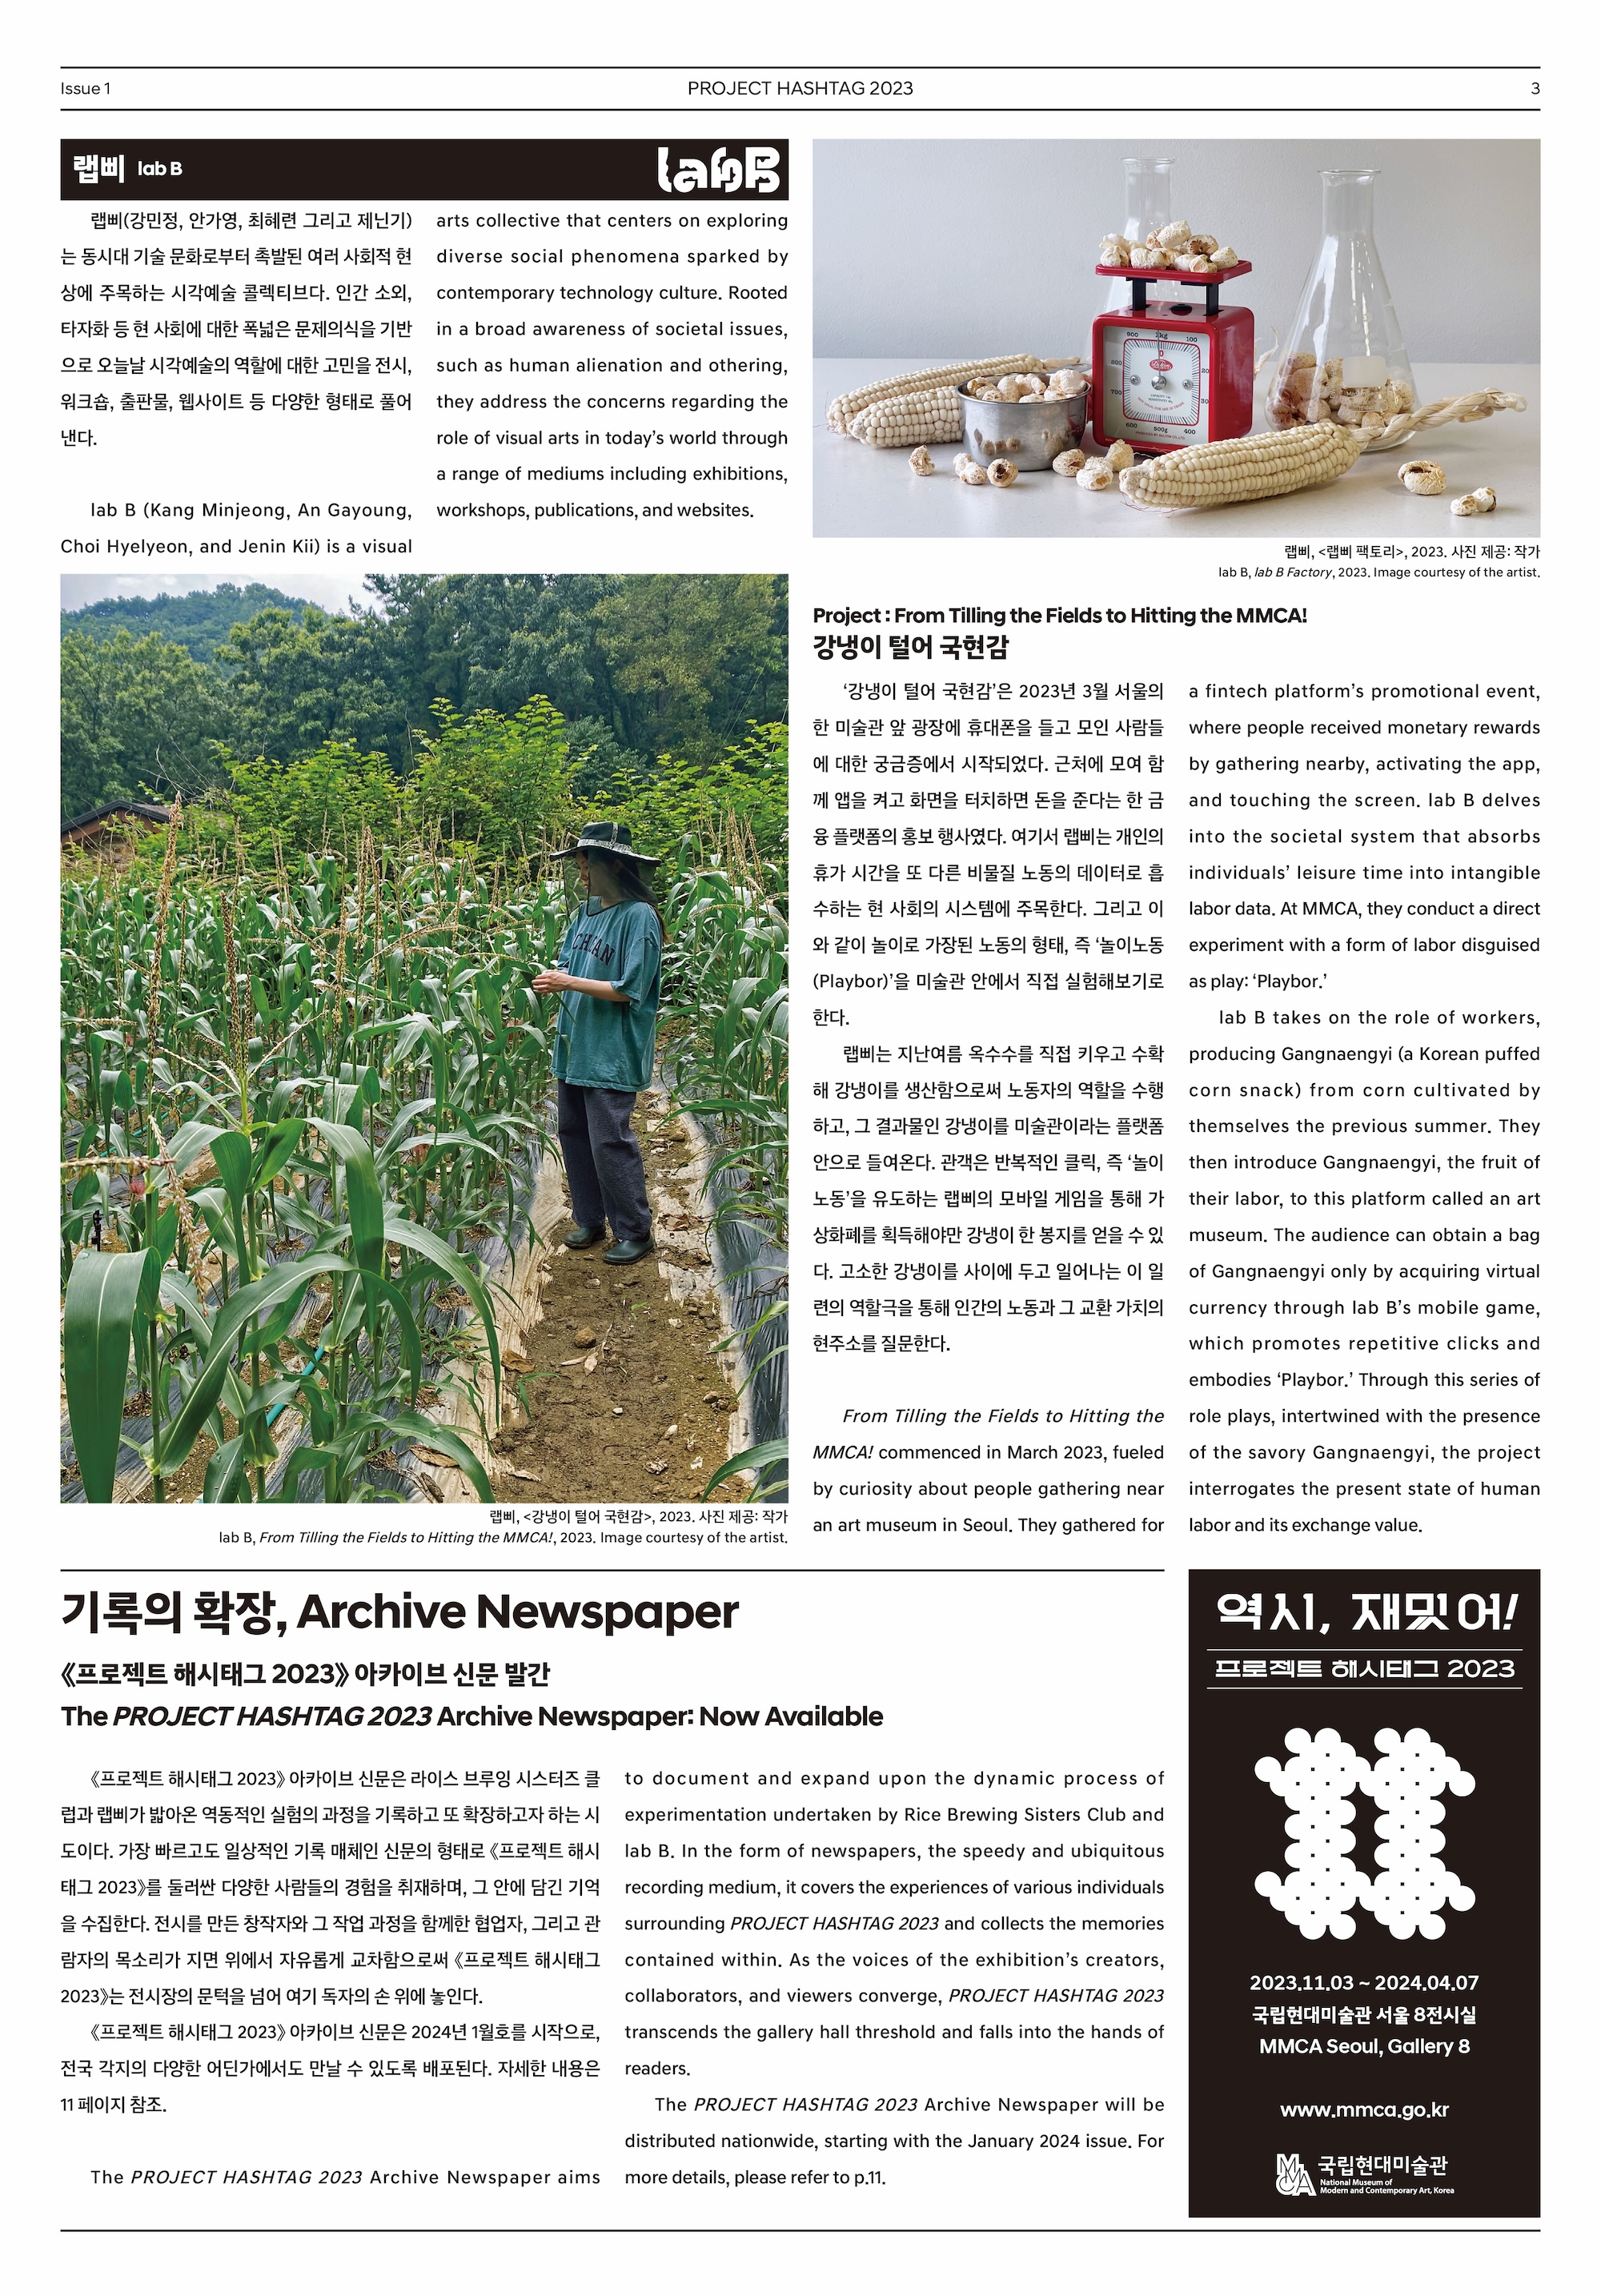 Issue 1
PROJECT HASHTAG 2023
3
랩삐 lab B
labB
랩삐(강민정, 안가영, 최혜련 그리고 제닌기)
는 동시대 기술 문화로부터 촉발된 여러 사회적 현
상에 주목하는 시각예술 콜렉티브다. 인간 소외,
타자화 등 현 사회에 대한 폭넓은 문제의식을 기반
으로 오늘날 시각예술의 역할에 대한 고민을 전시,
워크숍, 출판물, 웹사이트 등 다양한 형태로 풀어
낸다.
lab B (Kang Minjeong, An Gayoung,
Choi Hyelyeon, and Jenin Kii) is a visual
arts collective that centers on exploring
diverse social phenomena sparked by
contemporary technology culture. Rooted
in a broad awareness of societal issues,
such as human alienation and othering,
they address the concerns regarding the
role of visual arts in today’s world through
a range of mediums including exhibitions,
workshops, publications, and websites.
CHAN
랩삐, <강냉이 털어 국현감>, 2023. 사진 제공: 작가
lab B, From Tilling the Fields to Hitting the MMCA!, 2023. Image courtesy of the artist.
1kg
100
400
500g
600
700
800
900
0
랩삐, <랩삐 팩토리>, 2023. 사진 제공: 작가
lab B, lab B Factory, 2023. Image courtesy of the artist.
Project : From Tilling the Fields to Hitting the MMCA!
강냉이 털어 국현감
‘강냉이 털어 국현감’은 2023년 3월 서울의
한 미술관 앞 광장에 휴대폰을 들고 모인 사람들
에 대한 궁금증에서 시작되었다. 근처에 모여 함
께 앱을 켜고 화면을 터치하면 돈을 준다는 한 금
융 플랫폼의 홍보 행사였다. 여기서 랩삐는 개인의
휴가 시간을 또 다른 비물질 노동의 데이터로 흡
수하는 현 사회의 시스템에 주목한다. 그리고 이
와 같이 놀이로 가장된 노동의 형태, 즉 ‘놀이노동
(Playbor)’을 미술관 안에서 직접 실험해보기로
한다.
랩삐는 지난여름 옥수수를 직접 키우고 수확
해 강냉이를 생산함으로써 노동자의 역할을 수행
하고, 그 결과물인 강냉이를 미술관이라는 플랫폼
안으로 들여온다. 관객은 반복적인 클릭, 즉 ‘놀이
노동’을 유도하는 랩삐의 모바일 게임을 통해 가
상화폐를 획득해야만 강냉이 한 봉지를 얻을 수 있
다. 고소한 강냉이를 사이에 두고 일어나는 이 일
련의 역할극을 통해 인간의 노동과 그 교환 가치의
현주소를 질문한다.
From Tilling the Fields to Hitting the
MMCA! commenced in March 2023, fueled
by curiosity about people gathering near
an art museum in Seoul. They gathered for
a fintech platform’s promotional event,
where people received monetary rewards
by gathering nearby, activating the app,
and touching the screen. lab B delves
into the societal system that absorbs
individuals’ leisure time into intangible
labor data. At MMCA, they conduct a direct
experiment with a form of labor disguised
as play: ‘Playbor.’
lab B takes on the role of workers,
producing Gangnaengyi (a Korean puffed
corn snack) from corn cultivated by
themselves the previous summer. They
then introduce Gangnaengyi, the fruit of
their labor, to this platform called an art
museum. The audience can obtain a bag
of Gangnaengyi only by acquiring virtual
currency through lab B’s mobile game,
which promotes repetitive clicks and
embodies ‘Playbor.’ Through this series of
role plays, intertwined with the presence
of the savory Gangnaengyi, the project
interrogates the present state of human
labor and its exchange value.
기록의 확장, Archive Newspaper
《프로젝트 해시태그 2023》 아카이브 신문 발간
The PROJECT HASHTAG 2023 Archive Newspaper: Now Available
《프로젝트 해시태그 2023》 아카이브 신문은 라이스 브루잉 시스터즈 클
럽과 랩삐가 밟아온 역동적인 실험의 과정을 기록하고 또 확장하고자 하는 시
도이다. 가장 빠르고도 일상적인 기록 매체인 신문의 형태로 《프로젝트 해시
태그 2023》를 둘러싼 다양한 사람들의 경험을 취재하며, 그 안에 담긴 기억
을 수집한다. 전시를 만든 창작자와 그 작업 과정을 함께한 협업자, 그리고 관
람자의 목소리가 지면 위에서 자유롭게 교차함으로써 《프로젝트 해시태그
2023》는 전시장의 문턱을 넘어 여기 독자의 손 위에 놓인다.
《프로젝트 해시태그 2023》 아카이브 신문은 2024년 1월호를 시작으로,
전국 각지의 다양한 어딘가에서도 만날 수 있도록 배포된다. 자세한 내용은
11 페이지 참조.
The PROJECT HASHTAG 2023 Archive Newspaper aims
to document and expand upon the dynamic process of
experimentation undertaken by Rice Brewing Sisters Club and
lab B. In the form of newspapers, the speedy and ubiquitous
recording medium, it covers the experiences of various individuals
surrounding PROJECT HASHTAG 2023 and collects the memories
contained within. As the voices of the exhibition’s creators,
collaborators, and viewers converge, PROJECT HASHTAG 2023
transcends the gallery hall threshold and falls into the hands of
readers.
The PROJECT HASHTAG 2023 Archive Newspaper will be
distributed nationwide, starting with the January 2024 issue. For
more details, please refer to p.11.
역시, 재밌어!
프로젝트 해시태그 2023
2023.11.03 ~ 2024.04.07
국립현대미술관 서울 8전시실
MMCA Seoul, Gallery 8
www.mmca.go.kr
MMCA 국립현대미술관
National Museum of
Modern and Contemporary Art, Korea